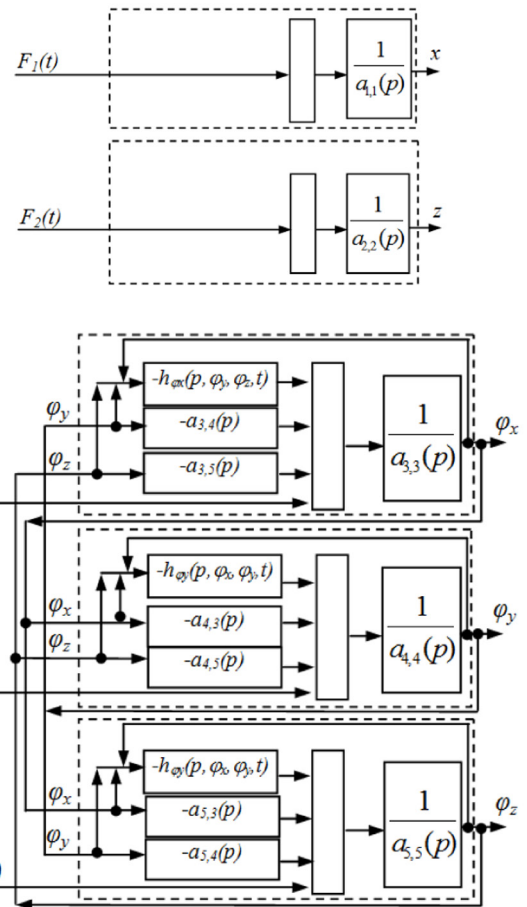 F₁(t)
1
a₁,₁(p)
x
F₂(t)
1
a₂,₂(p)
z
-hφx(p, φy, φz, t)
φy
-a₃,₄(p)
φz
-a₃,₅(p)
1
a₃,₃(p)
φx
-hφy(p, φx, φy, t)
φx
-a₄,₃(p)
φz
-a₄,₅(p)
1
a₄,₄(p)
φy
-hφy(p, φx, φy, t)
φx
-a₅,₃(p)
φy
-a₅,₄(p)
1
a₅,₅(p)
φz
)